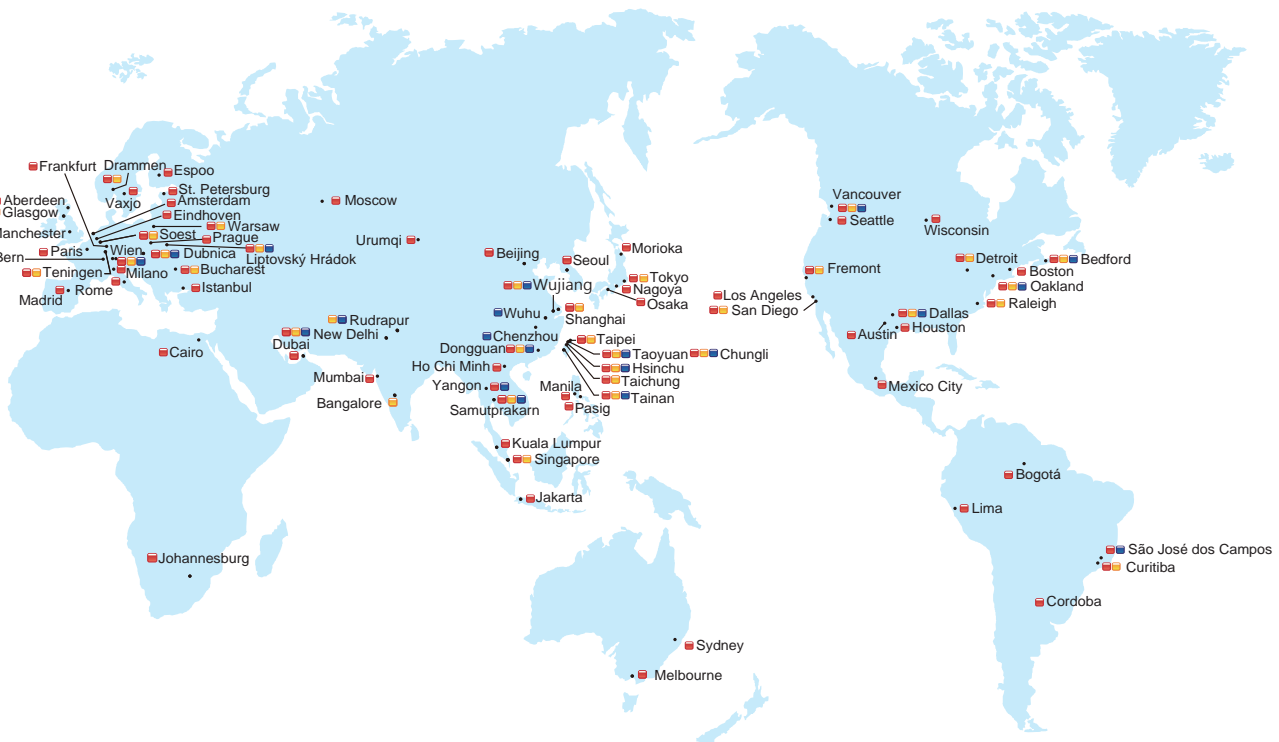 Frankfurt
Drammen
Espoo
Aberdeen
Glasgow
Vaxjo
St. Petersburg
Amsterdam
Eindhoven
Manchester
Warsaw
Soest
Prague
Paris
Wien
Dubnica
Liptovský Hrádok
Bern
Teningen
Milano
Bucharest
Madrid
Rome
Istanbul
Moscow
Urumqi
Beijing
Seoul
Morioka
Tokyo
Nagoya
Osaka
Wujiang
Wuhu
Shanghai
Chenzhou
Rudrapur
New Delhi
Dubai
Cairo
Mumbai
Bangalore
Dongguan
Taipei
Taoyuan
Chungli
Hsinchu
Taichung
Tainan
Ho Chi Minh
Yangon
Samutprakarn
Manila
Pasig
Kuala Lumpur
Singapore
Jakarta
Johannesburg
Sydney
Melbourne
Vancouver
Seattle
Wisconsin
Fremont
Detroit
Bedford
Boston
Oakland
Raleigh
Los Angeles
San Diego
Dallas
Houston
Austin
Mexico City
Bogotá
Lima
São José dos Campos
Curitiba
Cordoba